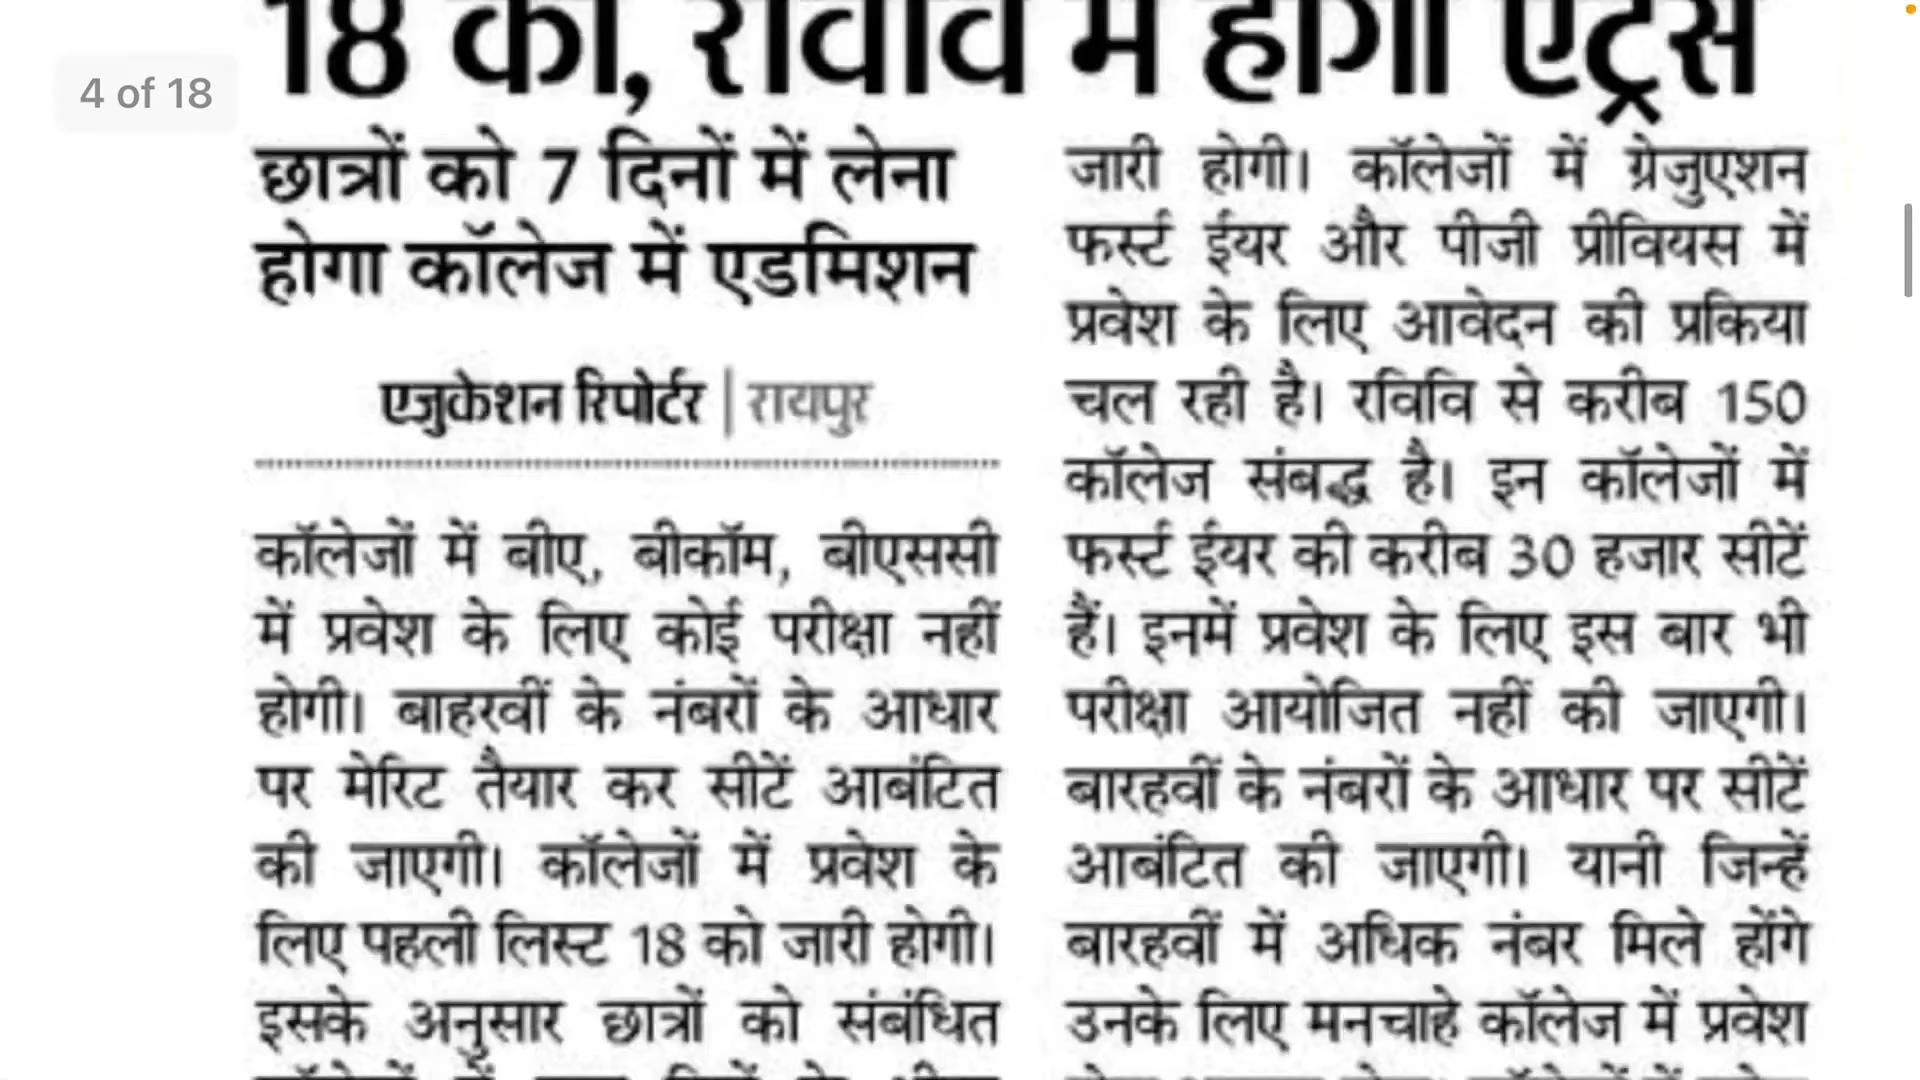 18 को, रविवि में होगी एंट्रेंस
4 of 18
छात्रों को 7 दिनों में लेना
होगा कॉलेज में एडमिशन
एजुकेशन रिपोर्टर | रायपुर
कॉलेजों में बीए, बीकॉम, बीएससी
में प्रवेश के लिए कोई परीक्षा नहीं
होगी। बाहरवीं के नंबरों के आधार
पर मेरिट तैयार कर सीटें आबंटित
की जाएगी। कॉलेजों में प्रवेश के
लिए पहली लिस्ट 18 को जारी होगी।
इसके अनुसार छात्रों को संबंधित
जारी होगी। कॉलेजों में ग्रेजुएशन
फर्स्ट ईयर और पीजी प्रीवियस में
प्रवेश के लिए आवेदन की प्रकिया
चल रही है। रविवि से करीब 150
कॉलेज संबद्ध है। इन कॉलेजों में
फर्स्ट ईयर की करीब 30 हजार सीटें
हैं। इनमें प्रवेश के लिए इस बार भी
परीक्षा आयोजित नहीं की जाएगी।
बारहवीं के नंबरों के आधार पर सीटें
आबंटित की जाएगी। यानी जिन्हें
बारहवीं में अधिक नंबर मिले होंगे
उनके लिए मनचाहे कॉलेज में प्रवेश